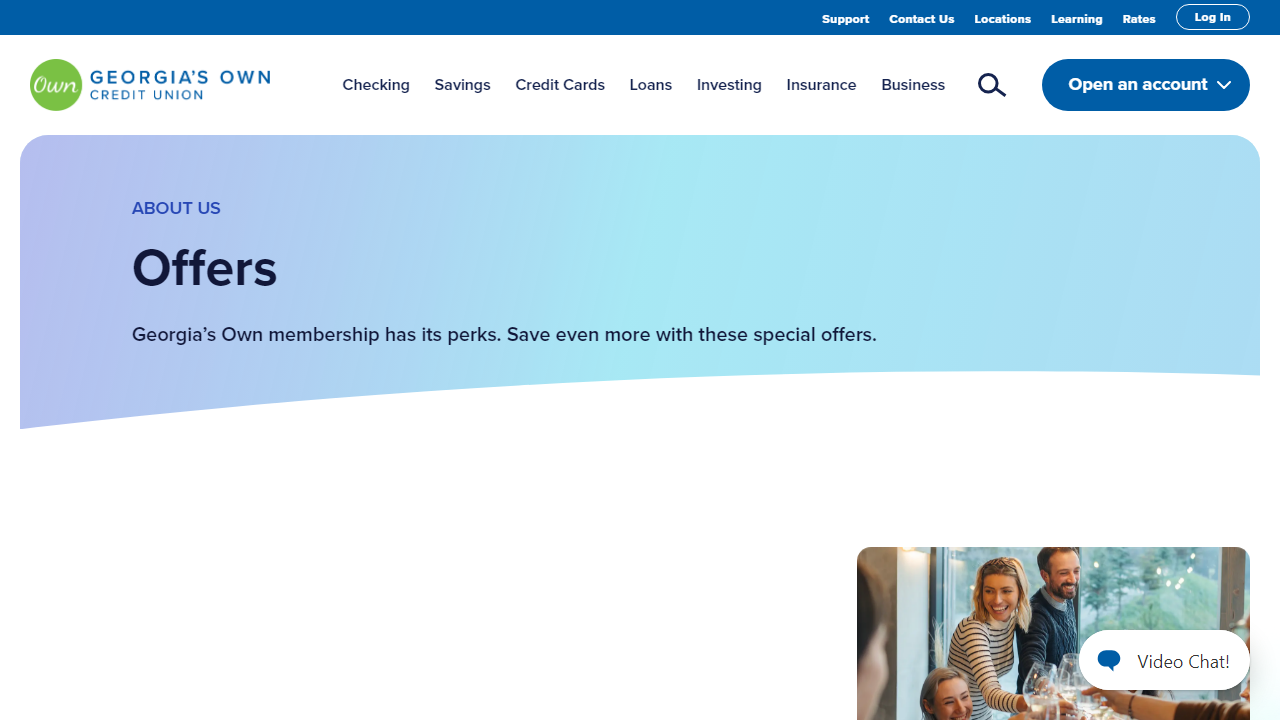 Support Contact Us Locations Learning Rates Log In
Own GEORGIA'S OWN
CREDIT UNION
Checking Savings Credit Cards Loans Investing Insurance Business Open an account
ABOUT US
Offers
Georgia’s Own membership has its perks. Save even more with these special offers.
Video Chat!